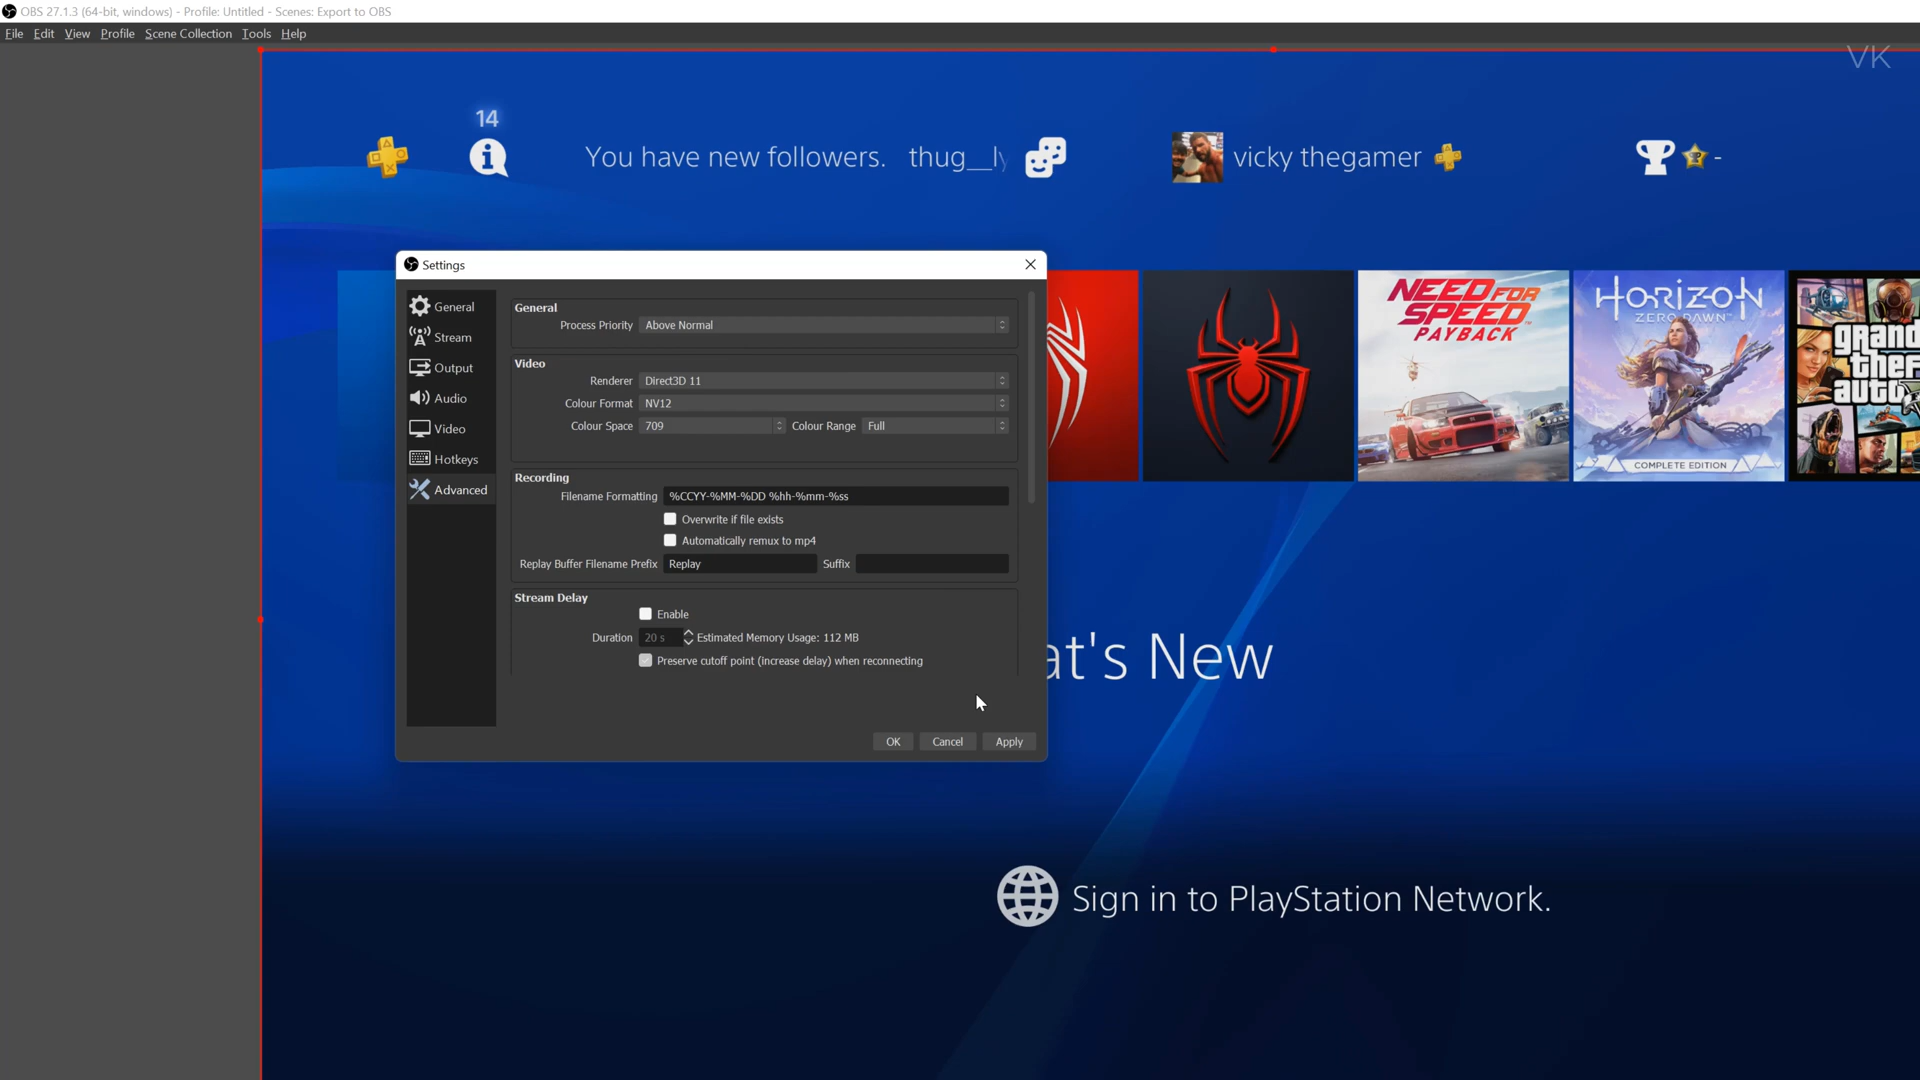 OBS 27.1.3 (64-bit, windows) - Profile: Untitled - Scenes: Export to OBS
File Edit View Profile Scene Collection Tools Help
VK
14
You have new followers. thug__ly
vicky thegamer
-
Settings
General
Stream
Output
Audio
Video
Hotkeys
Advanced
General
Process Priority Above Normal
Video
Renderer Direct3D 11
Colour Format NV12
Colour Space 709 Colour Range Full
Recording
Filename Formatting %CCYY-%MM-%DD %hh-%mm-%ss
Overwrite if file exists
Automatically remux to mp4
Replay Buffer Filename Prefix Replay Suffix
Stream Delay
Enable
Duration 20 s Estimated Memory Usage: 112 MB
Preserve cutoff point (increase delay) when reconnecting
OK Cancel Apply
NEED FOR
SPEED
PAYBACK
HORIZON
ZERO DAWN
COMPLETE EDITION
grand
theft
auto
at's New
Sign in to PlayStation Network.